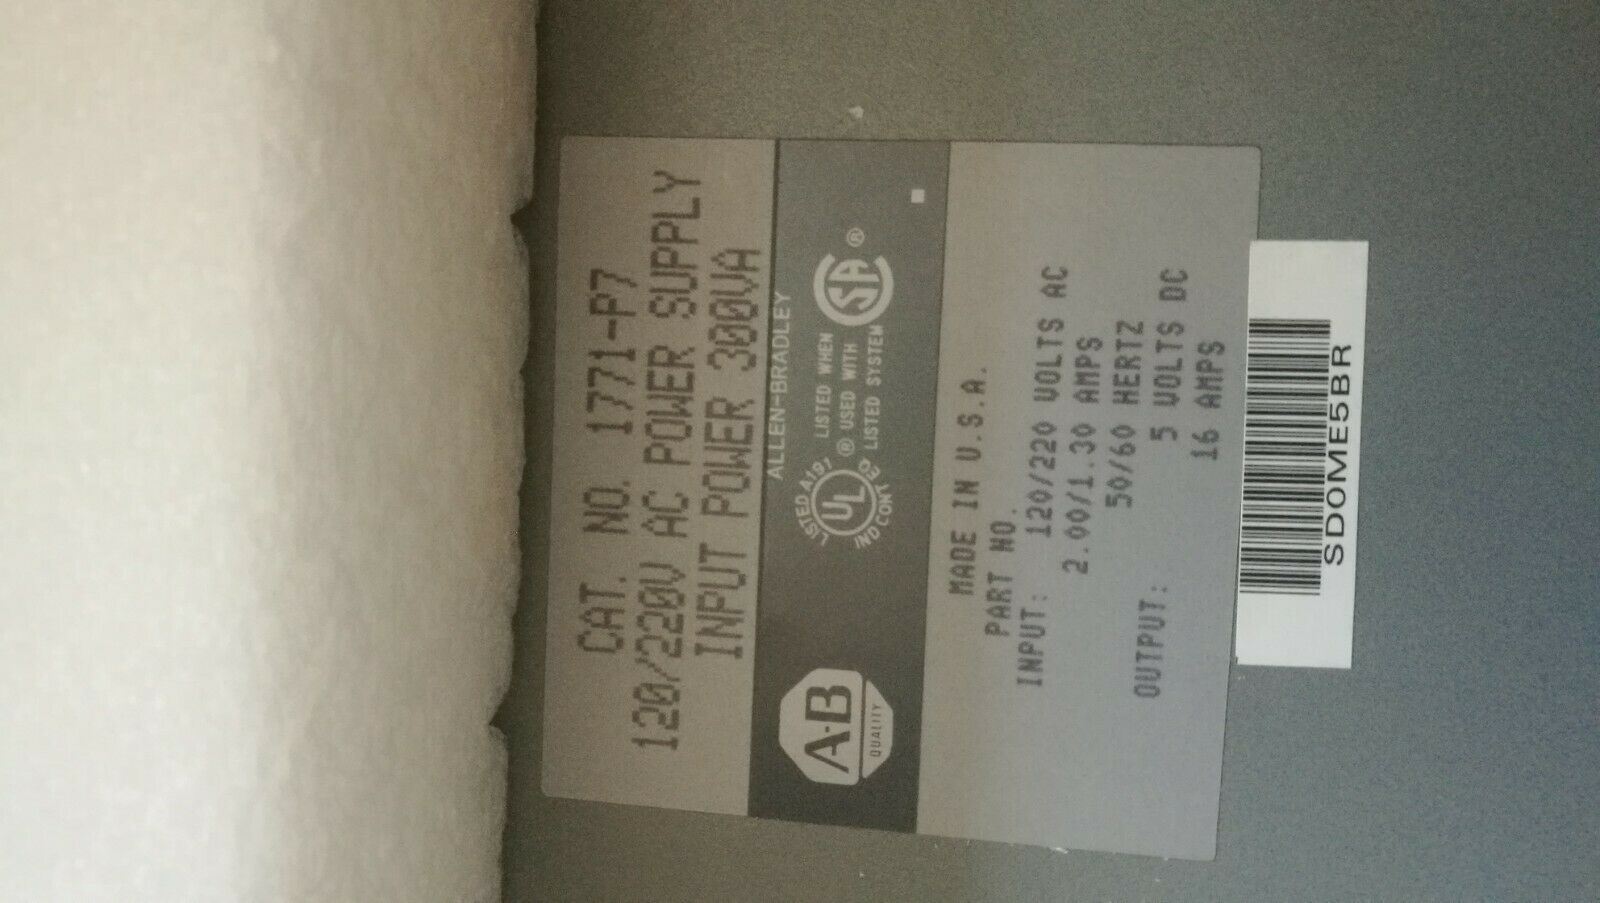 CAT. NO. 1771-P7
120/220V AC POWER SUPPLY
INPUT POWER 300VA
ALLEN-BRADLEY
A-B
QUALITY
LISTED A191
UL
IND CONT EQ
LISTED WHEN
® USED WITH
LISTED SYSTEM
SA ®
MADE IN U.S.A.
PART NO.
INPUT: 120/220 VOLTS AC
2.00/1.30 AMPS
50/60 HERTZ
OUTPUT: 5 VOLTS DC
16 AMPS
SD0ME5BR